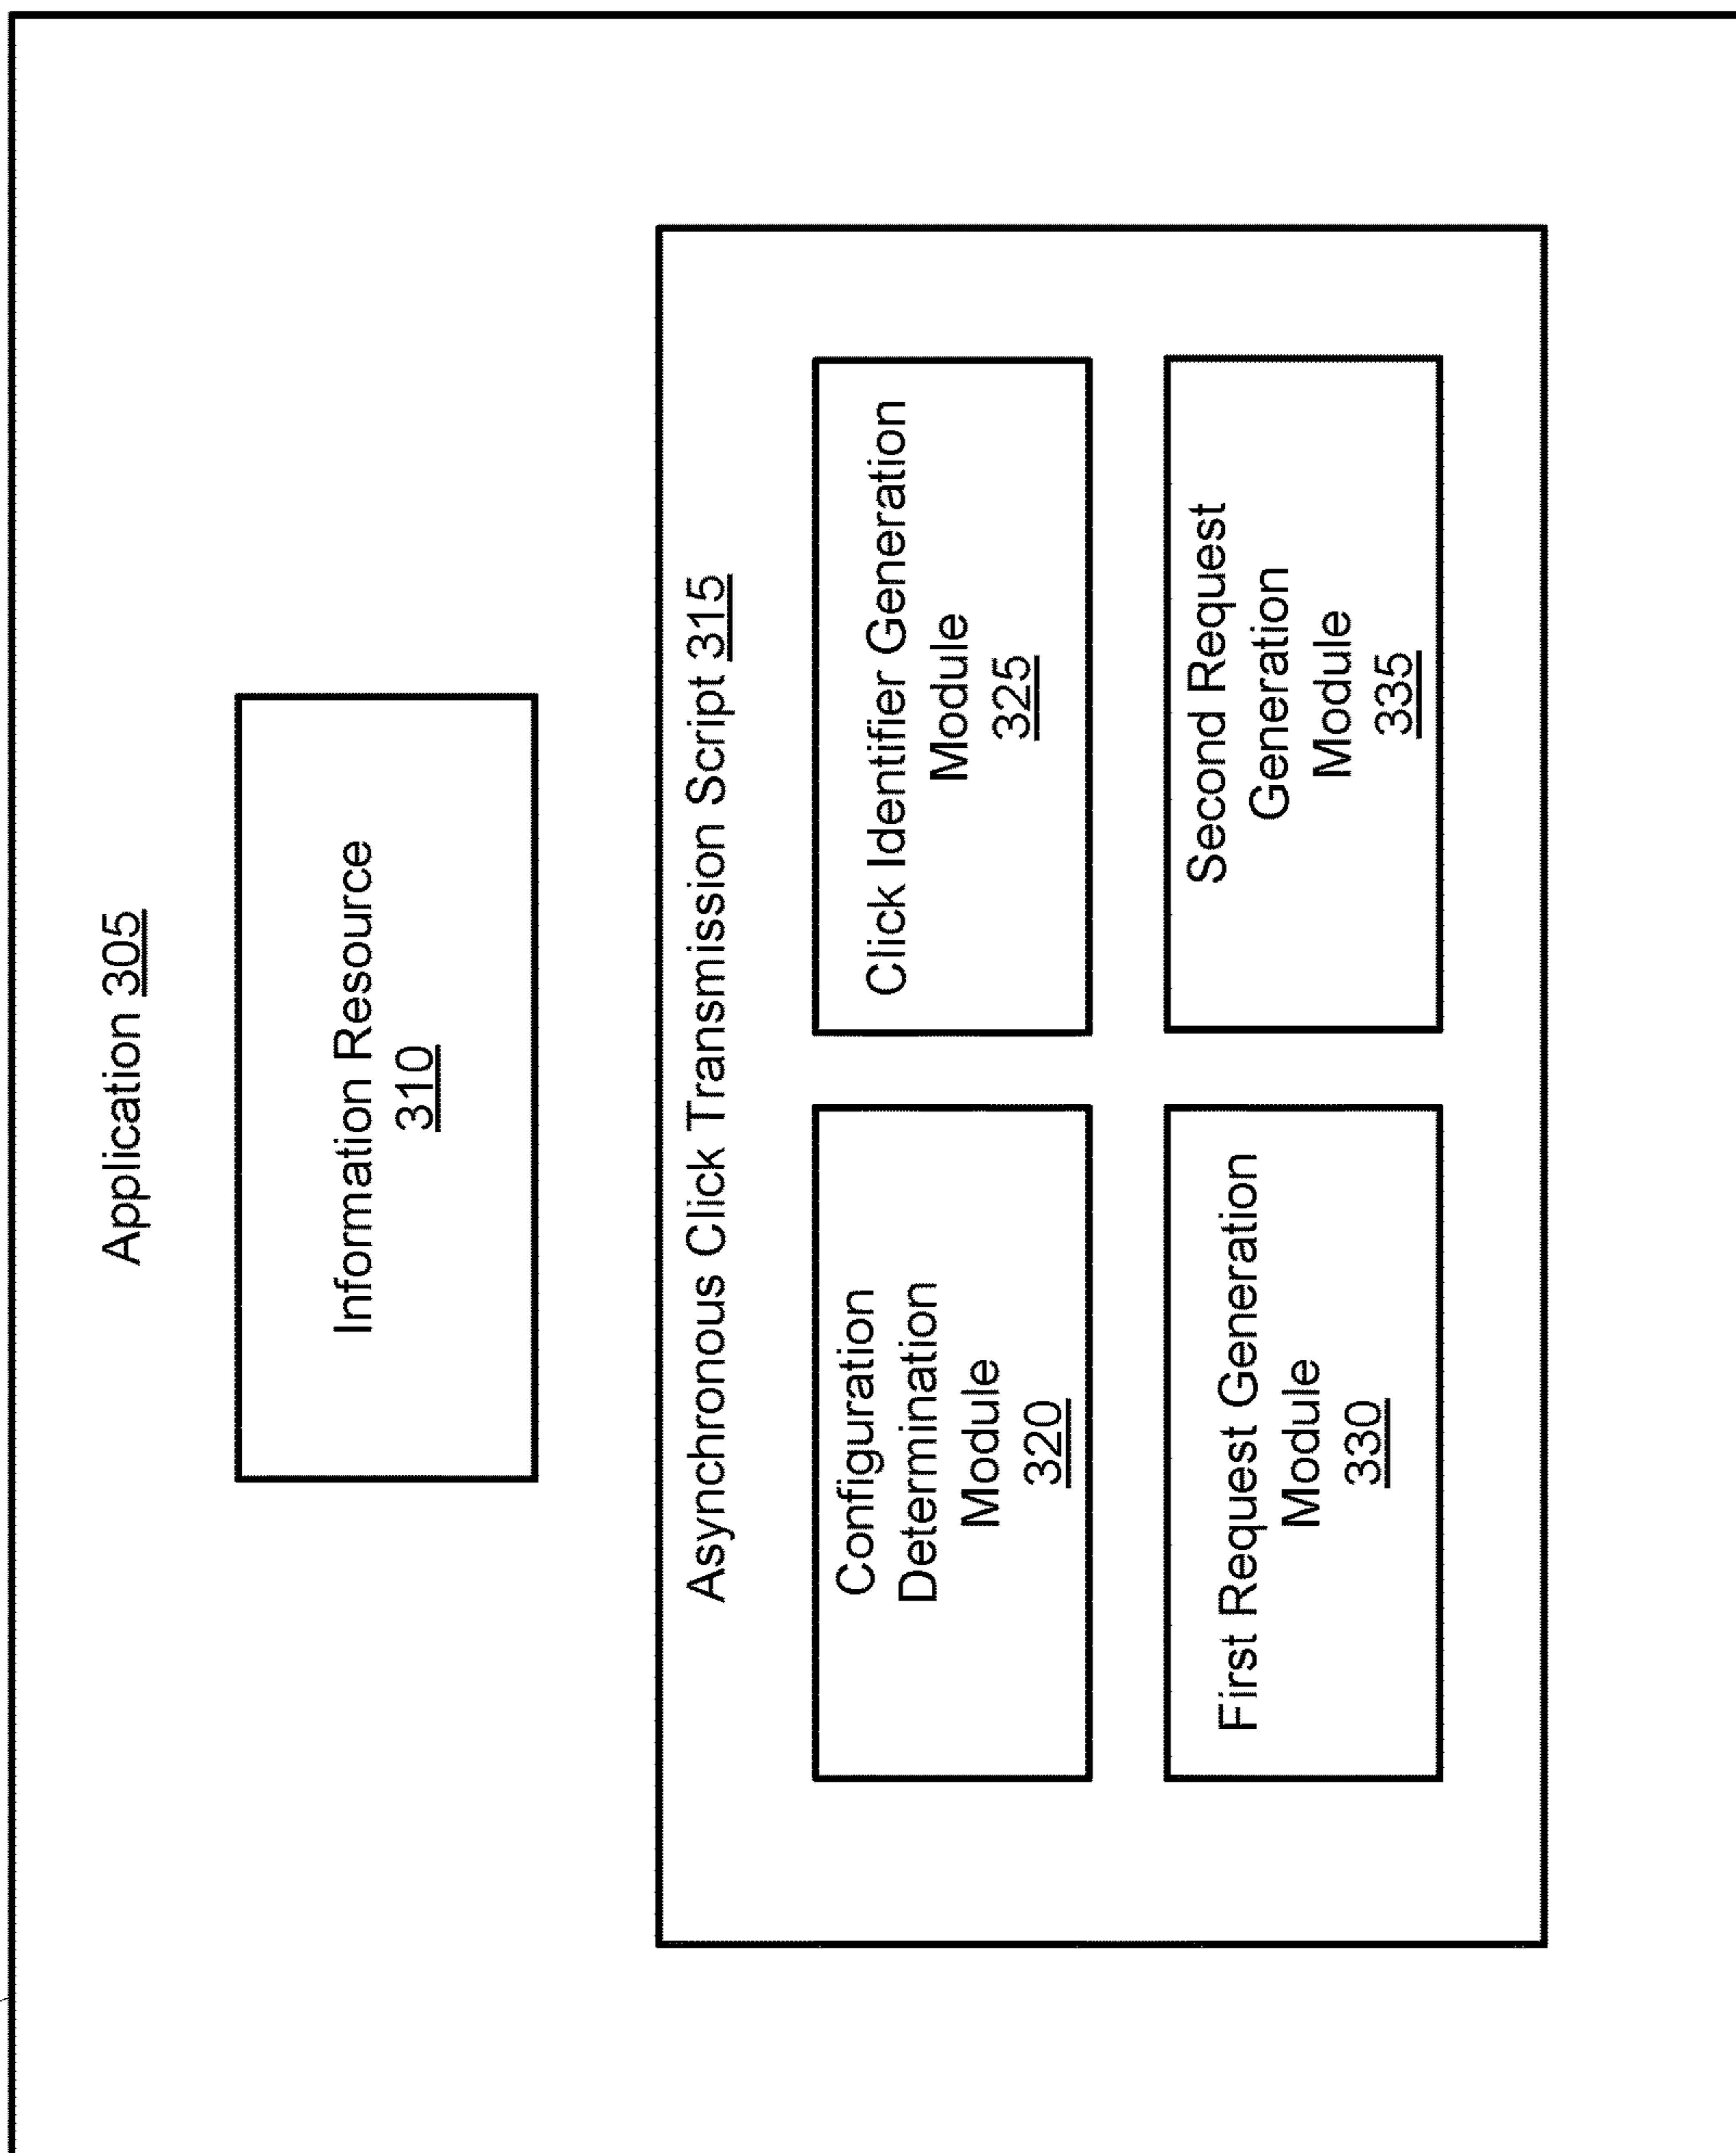 Application 305
Information Resource
310
Asynchronous Click Transmission Script 315
Configuration
Determination
Module
320
Click Identifier Generation
Module
325
First Request Generation
Module
330
Second Request
Generation
Module
335